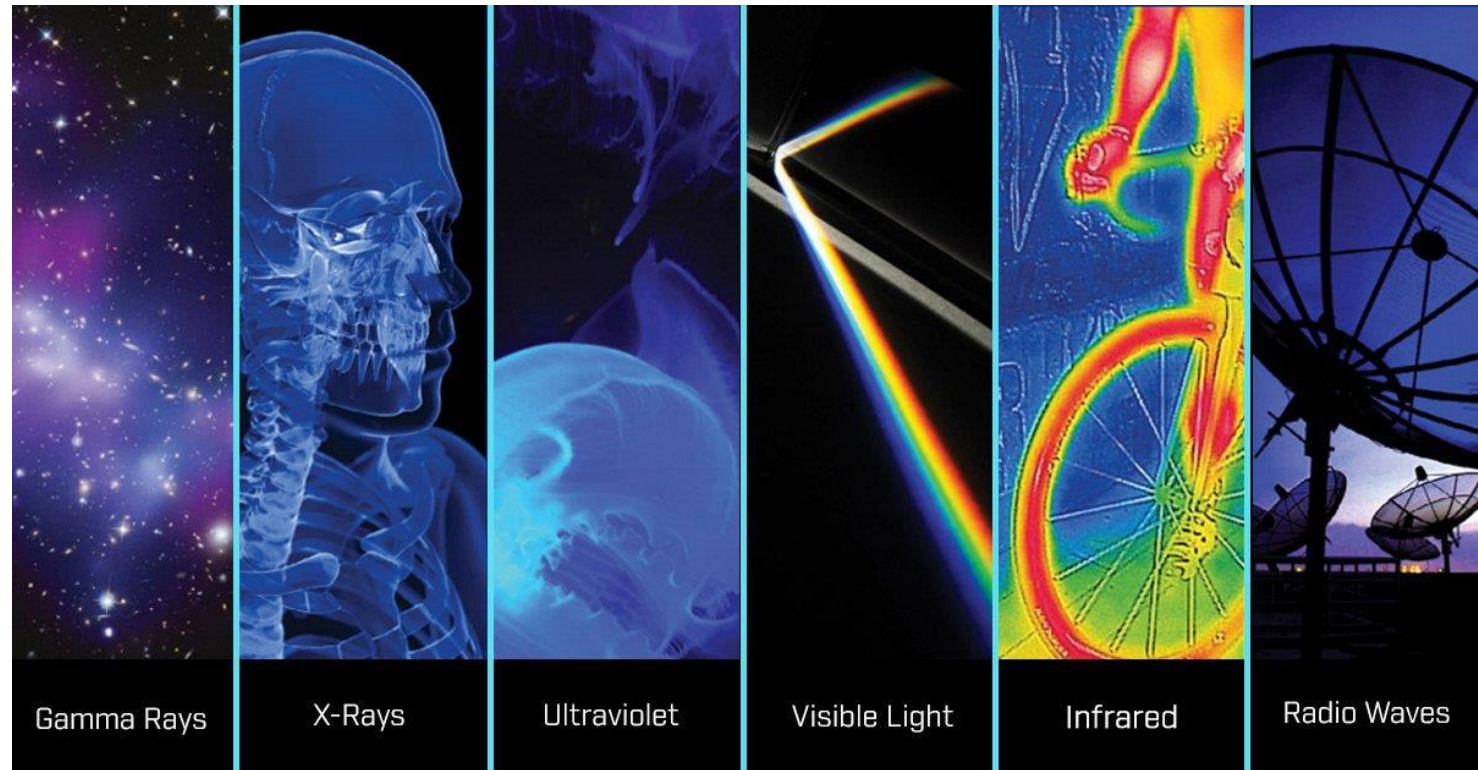 Gamma Rays
X-Rays
Ultraviolet
Visible Light
Infrared
Radio Waves